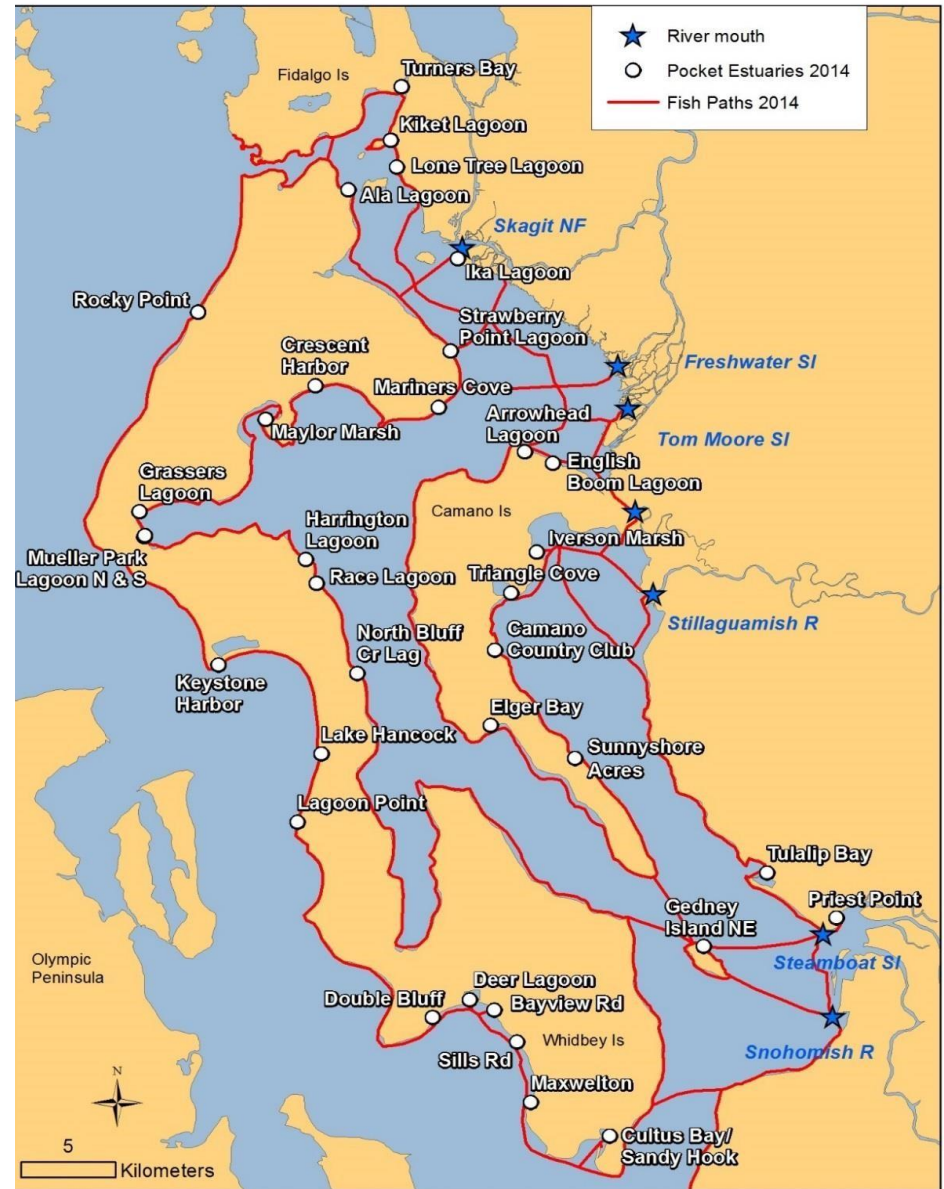 River mouth
Pocket Estuaries 2014
Fish Paths 2014
Turners Bay
Fidalgo Is
Kiket Lagoon
Lone Tree Lagoon
Ala Lagoon
Skagit NF
Ika Lagoon
Rocky Point
Strawberry
Point Lagoon
Crescent
Harbor
Freshwater Sl
Mariners Cove
Arrowhead
Lagoon
Maylor Marsh
Tom Moore Sl
English
Boom Lagoon
Grassers
Lagoon
Camano Is
Harrington
Lagoon
Iverson Marsh
Mueller Park
Lagoon N & S
Race Lagoon
Triangle Cove
Stillaguamish R
North Bluff
Cr Lag
Camano
Country Club
Keystone
Harbor
Elger Bay
Lake Hancock
Sunnyshore
Acres
Lagoon Point
Tulalip Bay
Priest Point
Gedney
Island NE
Steamboat Sl
Olympic
Peninsula
Deer Lagoon
Double Bluff
Bayview Rd
Whidbey Is
Sills Rd
Snohomish R
Maxwelton
N
Cultus Bay/
Sandy Hook
5
Kilometers